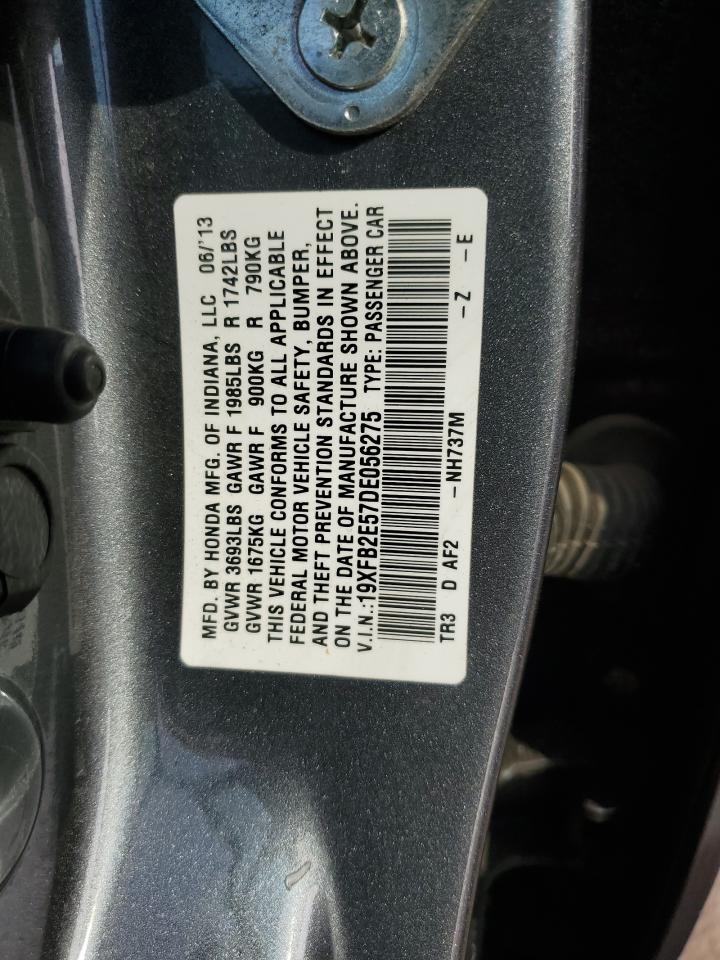 MFD. BY HONDA MFG. OF INDIANA, LLC 06/'13
GVWR 3693LBS GAWR F 1985LBS R 1742LBS
GVWR 1675KG GAWR F 900KG R 790KG
THIS VEHICLE CONFORMS TO ALL APPLICABLE
FEDERAL MOTOR VEHICLE SAFETY, BUMPER,
AND THEFT PREVENTION STANDARDS IN EFFECT
ON THE DATE OF MANUFACTURE SHOWN ABOVE.
V.I.N.:19XFB2E57DE056275 TYPE: PASSENGER CAR
TR3 D AF2 –NH737M –Z –E